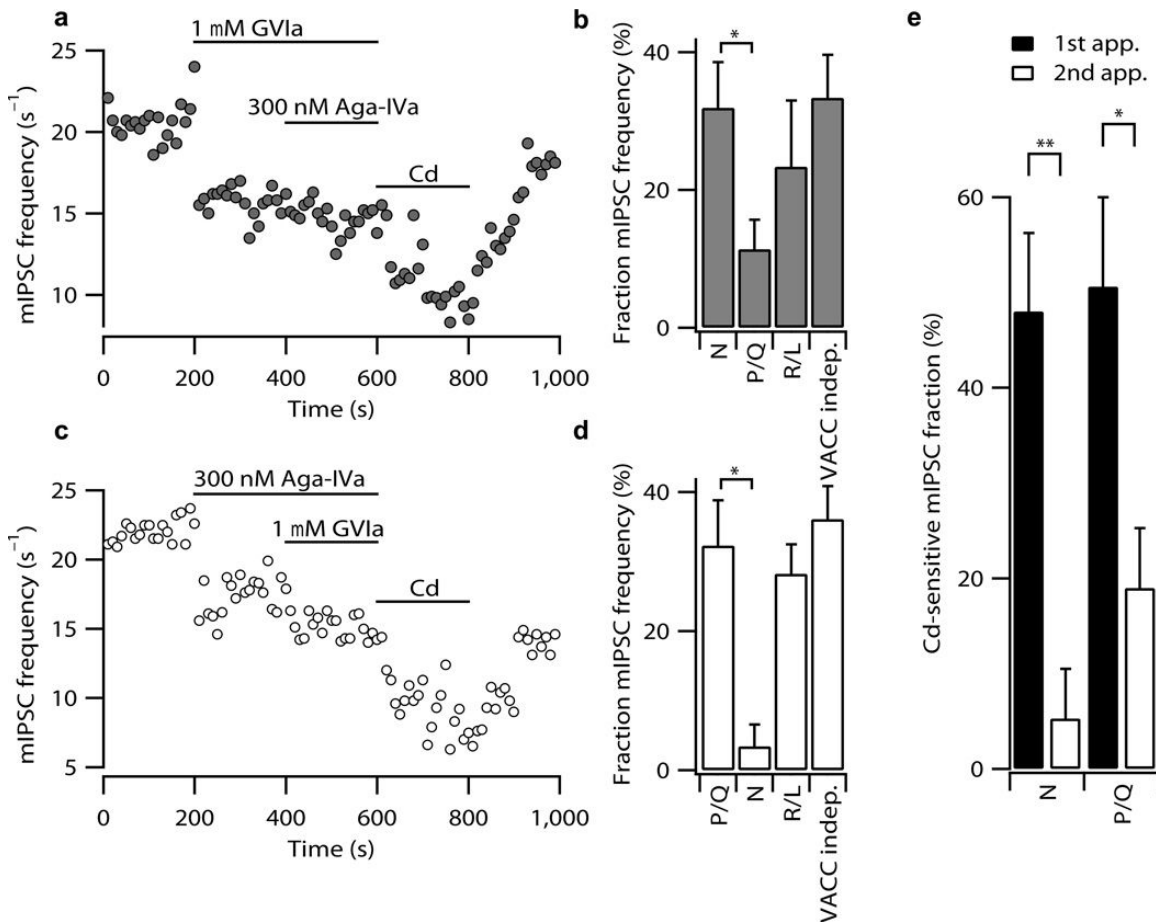 a
1 mM GVIa
300 nM Aga-IVa
Cd
mIPSC frequency (s⁻¹)
25
20
15
10
0
200
400
600
800
1,000
Time (s)
b
Fraction mIPSC frequency (%)
40
20
0
*
N
P/Q
R/L
VACC indep.
c
300 nM Aga-IVa
1 mM GVIa
Cd
mIPSC frequency (s⁻¹)
25
20
15
10
5
0
200
400
600
800
1,000
Time (s)
d
Fraction mIPSC frequency (%)
40
20
0
*
P/Q
N
R/L
VACC indep.
e
1st app.
2nd app.
Cd-sensitive mIPSC fraction (%)
60
40
20
0
**
*
N
P/Q